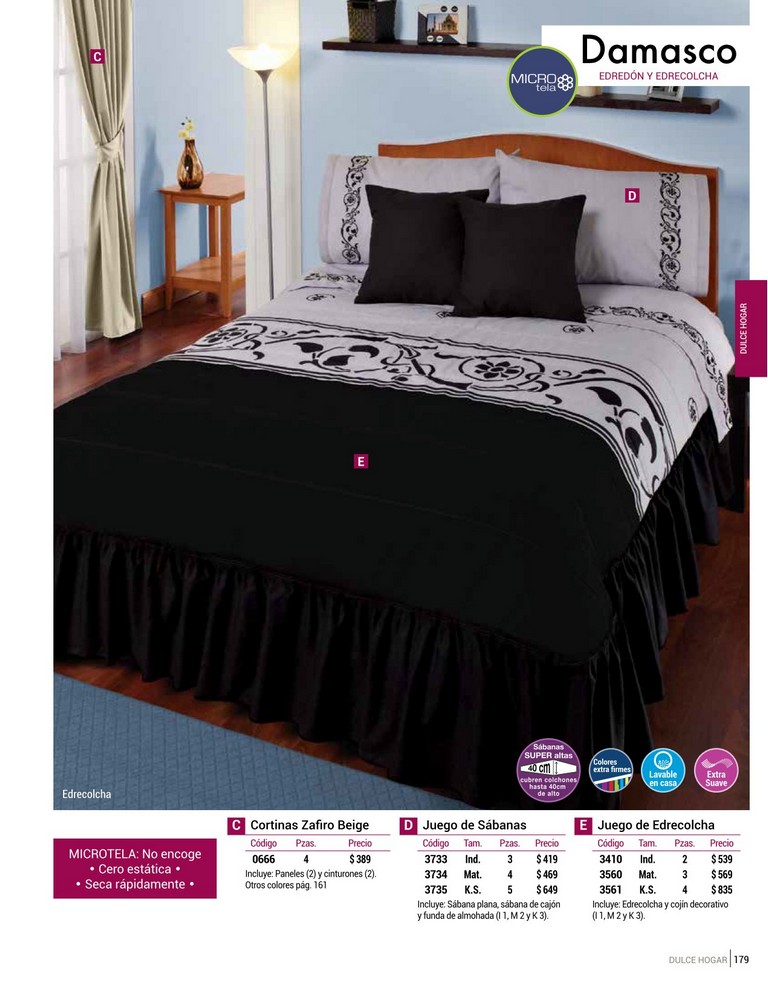 Damasco
EDREDÓN Y EDRECOLCHA
MICRO
tela
C
D
DULCE HOGAR
E
Sábanas
SUPER altas
40 cm
cubren colchones
hasta 40cm
de alto
Colores
extra firmes
Lavable
en casa
Extra
Suave
Edrecolcha
MICROTELA: No encoge
• Cero estática •
• Seca rápidamente •
C Cortinas Zafiro Beige
Código Pzas. Precio
0666 4 $ 389
Incluye: Paneles (2) y cinturones (2).
Otros colores pág. 161
D Juego de Sábanas
Código Tam. Pzas. Precio
3733 Ind. 3 $ 419
3734 Mat. 4 $ 469
3735 K.S. 5 $ 649
Incluye: Sábana plana, sábana de cajón
y funda de almohada (I 1, M 2 y K 3).
E Juego de Edrecolcha
Código Tam. Pzas. Precio
3410 Ind. 2 $ 539
3560 Mat. 3 $ 569
3561 K.S. 4 $ 835
Incluye: Edrecolcha y cojín decorativo
(I 1, M 2 y K 3).
DULCE HOGAR 179